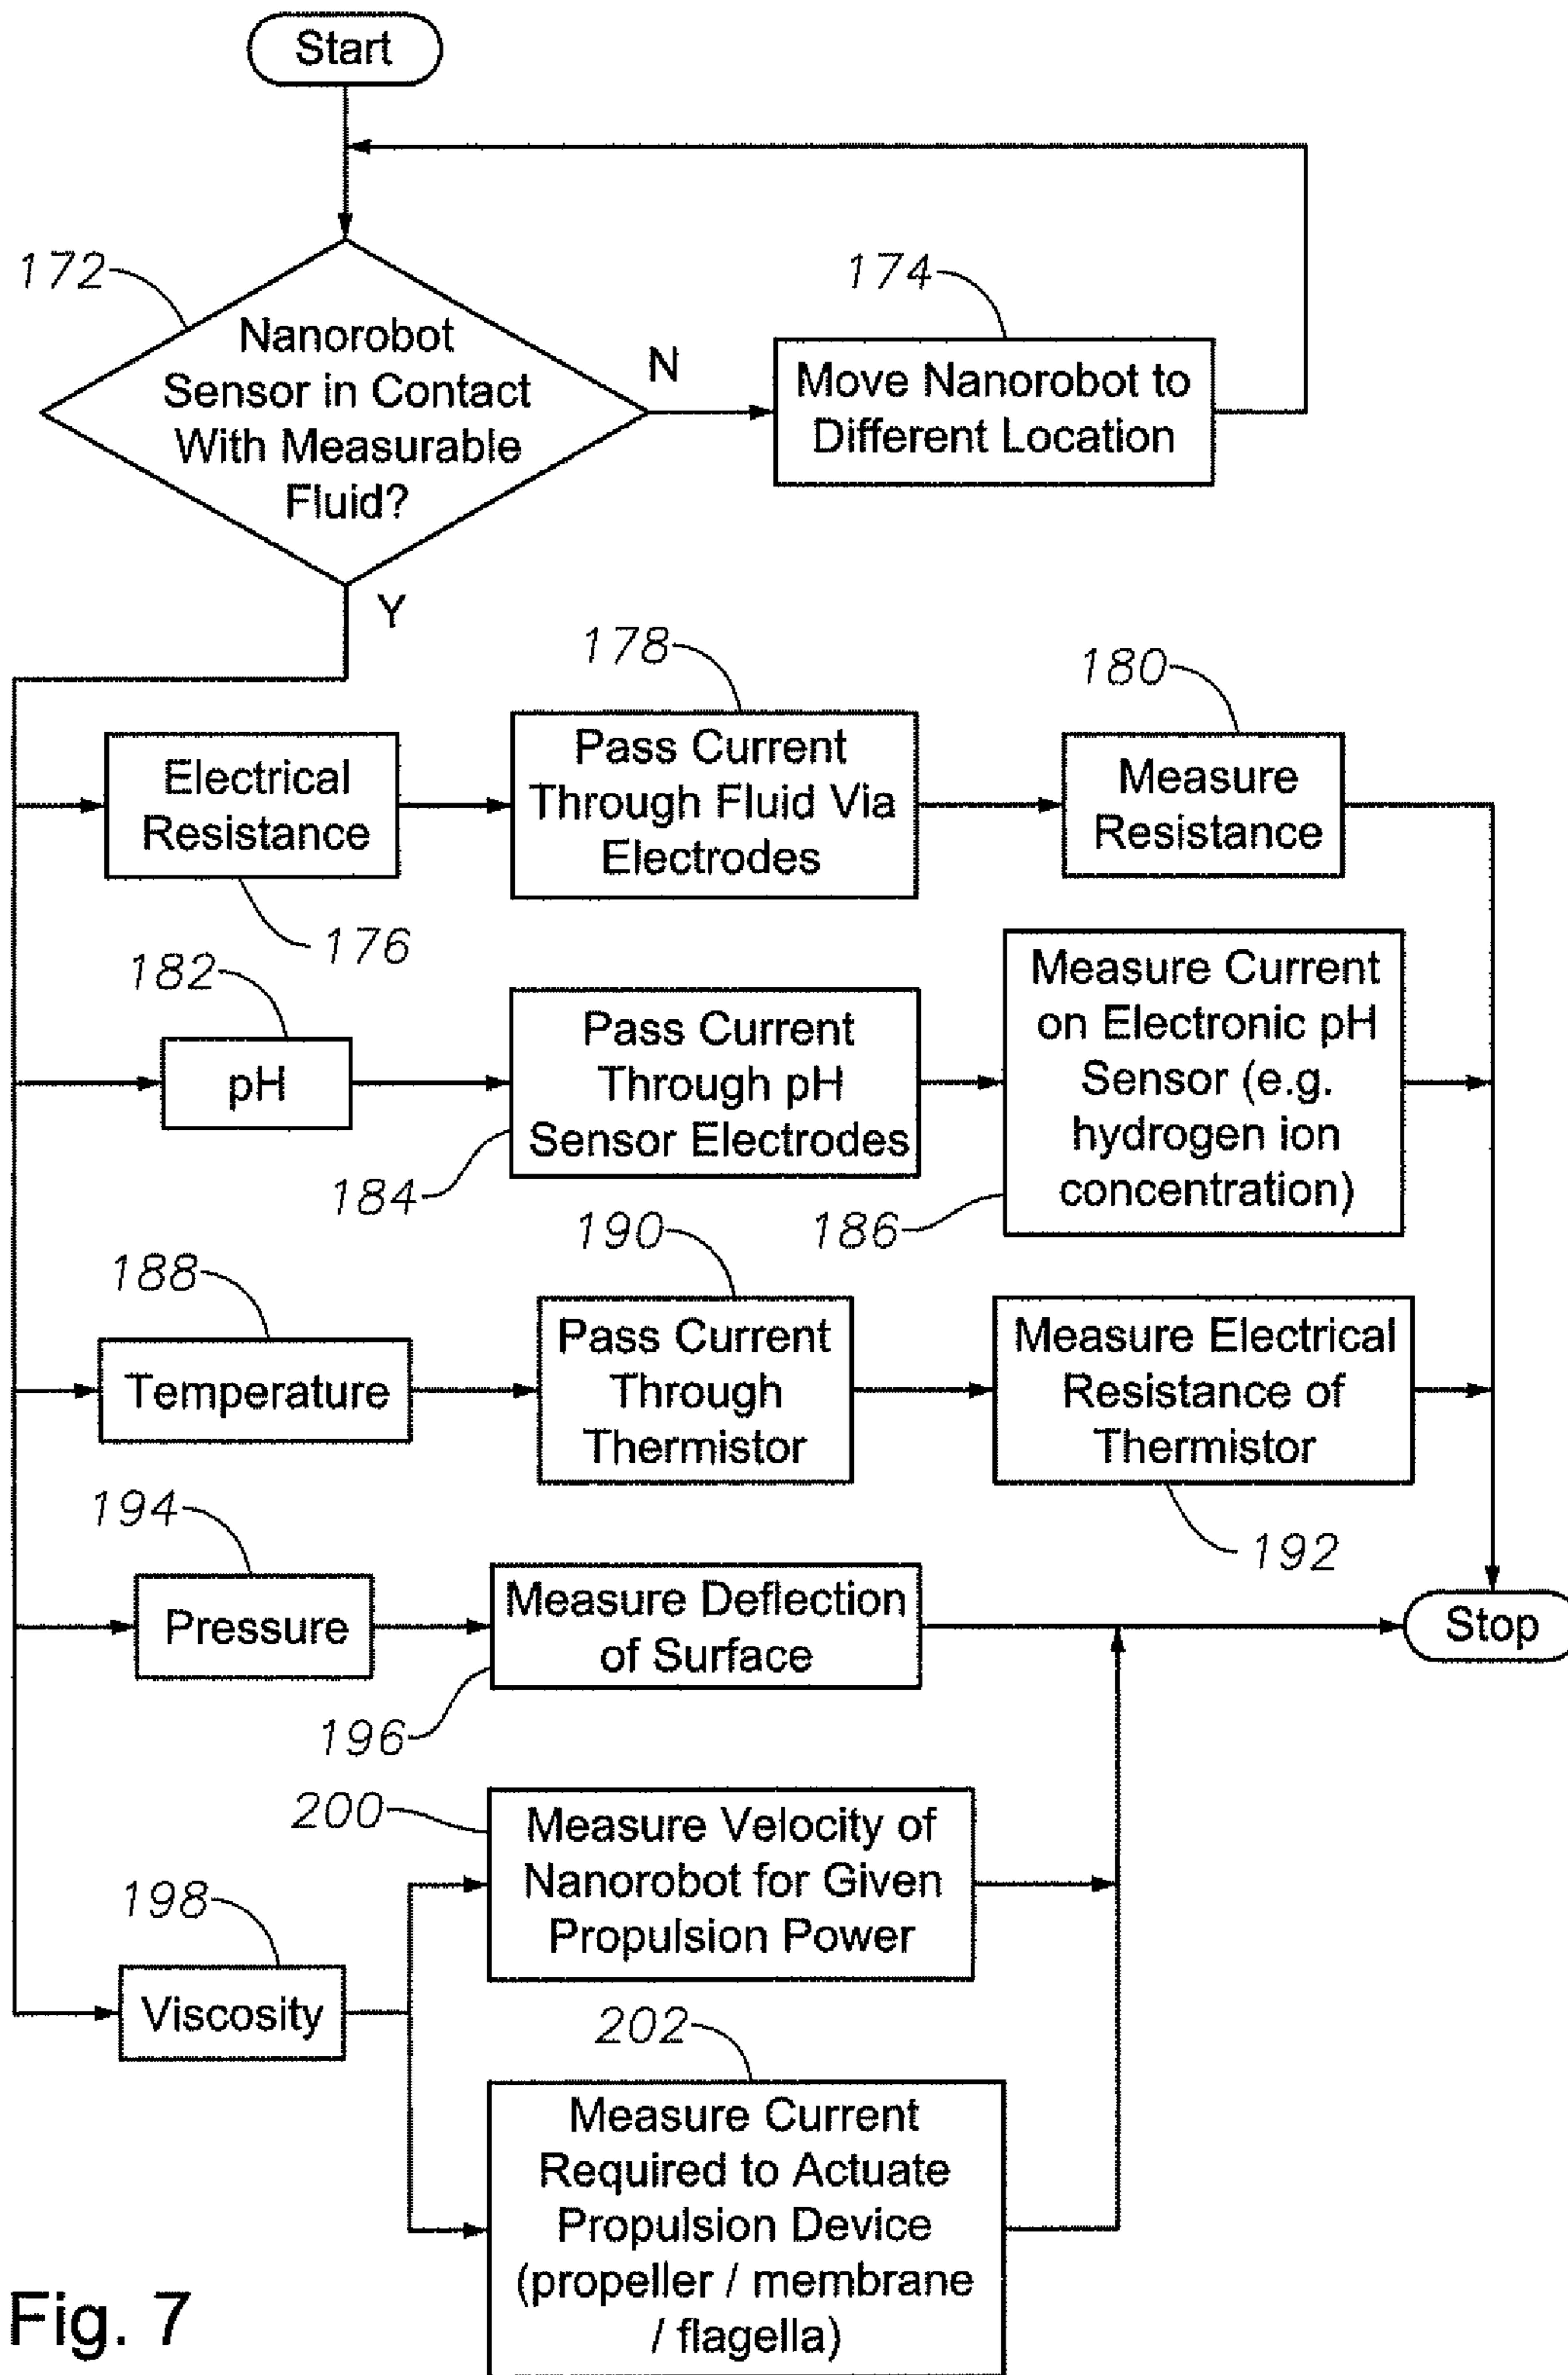 Start
172
174
Nanorobot
Sensor in Contact
With Measurable
Fluid?
N
Move Nanorobot to
Different Location
Y
178
180
Electrical
Resistance
176
Pass Current
Through Fluid Via
Electrodes
Measure
Resistance
182
pH
Pass Current
Through pH
Sensor Electrodes
184
Measure Current
on Electronic pH
Sensor (e.g.
hydrogen ion
concentration)
186
188
Temperature
190
Pass Current
Through
Thermistor
Measure Electrical
Resistance of
Thermistor
192
194
Pressure
Measure Deflection
of Surface
196
Stop
200
Measure Velocity of
Nanorobot for Given
Propulsion Power
198
Viscosity
202
Measure Current
Required to Actuate
Propulsion Device
(propeller / membrane
/ flagella)
Fig. 7